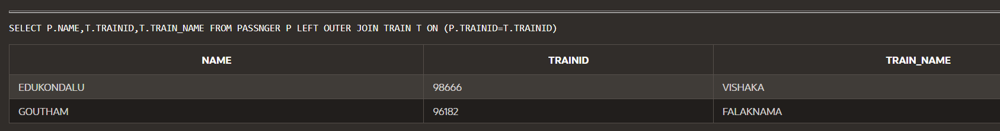 SELECT P.NAME,T.TRAINID,T.TRAIN_NAME FROM PASSNGER P LEFT OUTER JOIN TRAIN T ON (P.TRAINID=T.TRAINID)
NAME TRAINID TRAIN_NAME
EDUKONDALU 98666 VISHAKA
GOUTHAM 96182 FALAKNAMA